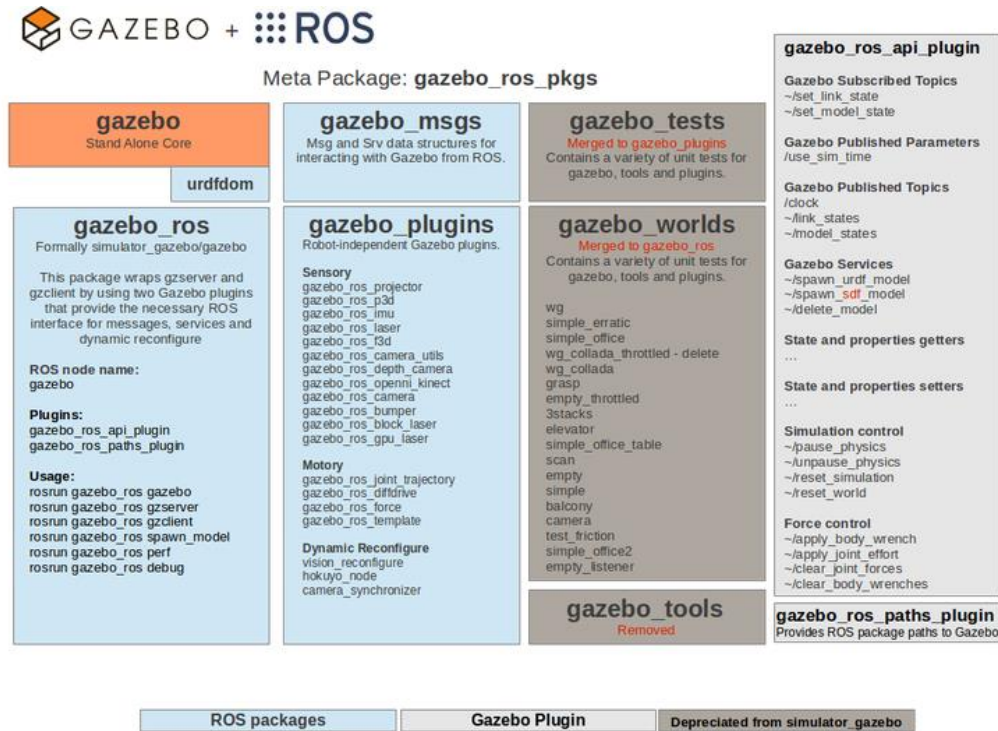 GAZEBO + ROS
Meta Package: gazebo_ros_pkgs
gazebo
Stand Alone Core
urdfdom
gazebo_ros
Formally simulator_gazebo/gazebo
This package wraps gzserver and
gzclient by using two Gazebo plugins
that provide the necessary ROS
interface for messages, services and
dynamic reconfigure
ROS node name:
gazebo
Plugins:
gazebo_ros_api_plugin
gazebo_ros_paths_plugin
Usage:
rosrun gazebo_ros gazebo
rosrun gazebo_ros gzserver
rosrun gazebo_ros gzclient
rosrun gazebo_ros spawn_model
rosrun gazebo_ros perf
rosrun gazebo_ros debug
gazebo_msgs
Msg and Srv data structures for
interacting with Gazebo from ROS.
gazebo_plugins
Robot-independent Gazebo plugins.
Sensory
gazebo_ros_projector
gazebo_ros_p3d
gazebo_ros_imu
gazebo_ros_laser
gazebo_ros_f3d
gazebo_ros_camera_utils
gazebo_ros_depth_camera
gazebo_ros_openni_kinect
gazebo_ros_camera
gazebo_ros_bumper
gazebo_ros_block_laser
gazebo_ros_gpu_laser
Motory
gazebo_ros_joint_trajectory
gazebo_ros_diffdrive
gazebo_ros_force
gazebo_ros_template
Dynamic Reconfigure
vision_reconfigure
hokuyo_node
camera_synchronizer
gazebo_tests
Merged to gazebo_plugins
Contains a variety of unit tests for
gazebo, tools and plugins.
gazebo_worlds
Merged to gazebo_ros
Contains a variety of unit tests for
gazebo, tools and plugins.
wg
simple_erratic
simple_office
wg_collada_throttled - delete
wg_collada
grasp
empty_throttled
3stacks
elevator
simple_office_table
scan
empty
simple
balcony
camera
test_friction
simple_office2
empty_listener
gazebo_tools
Removed
gazebo_ros_api_plugin
Gazebo Subscribed Topics
~/set_link_state
~/set_model_state
Gazebo Published Parameters
/use_sim_time
Gazebo Published Topics
/clock
~/link_states
~/model_states
Gazebo Services
~/spawn_urdf_model
~/spawn_sdf_model
~/delete_model
State and properties getters
...
State and properties setters
...
Simulation control
~/pause_physics
~/unpause_physics
~/reset_simulation
~/reset_world
Force control
~/apply_body_wrench
~/apply_joint_effort
~/clear_joint_forces
~/clear_body_wrenches
gazebo_ros_paths_plugin
Provides ROS package paths to Gazebo
ROS packages
Gazebo Plugin
Depreciated from simulator_gazebo